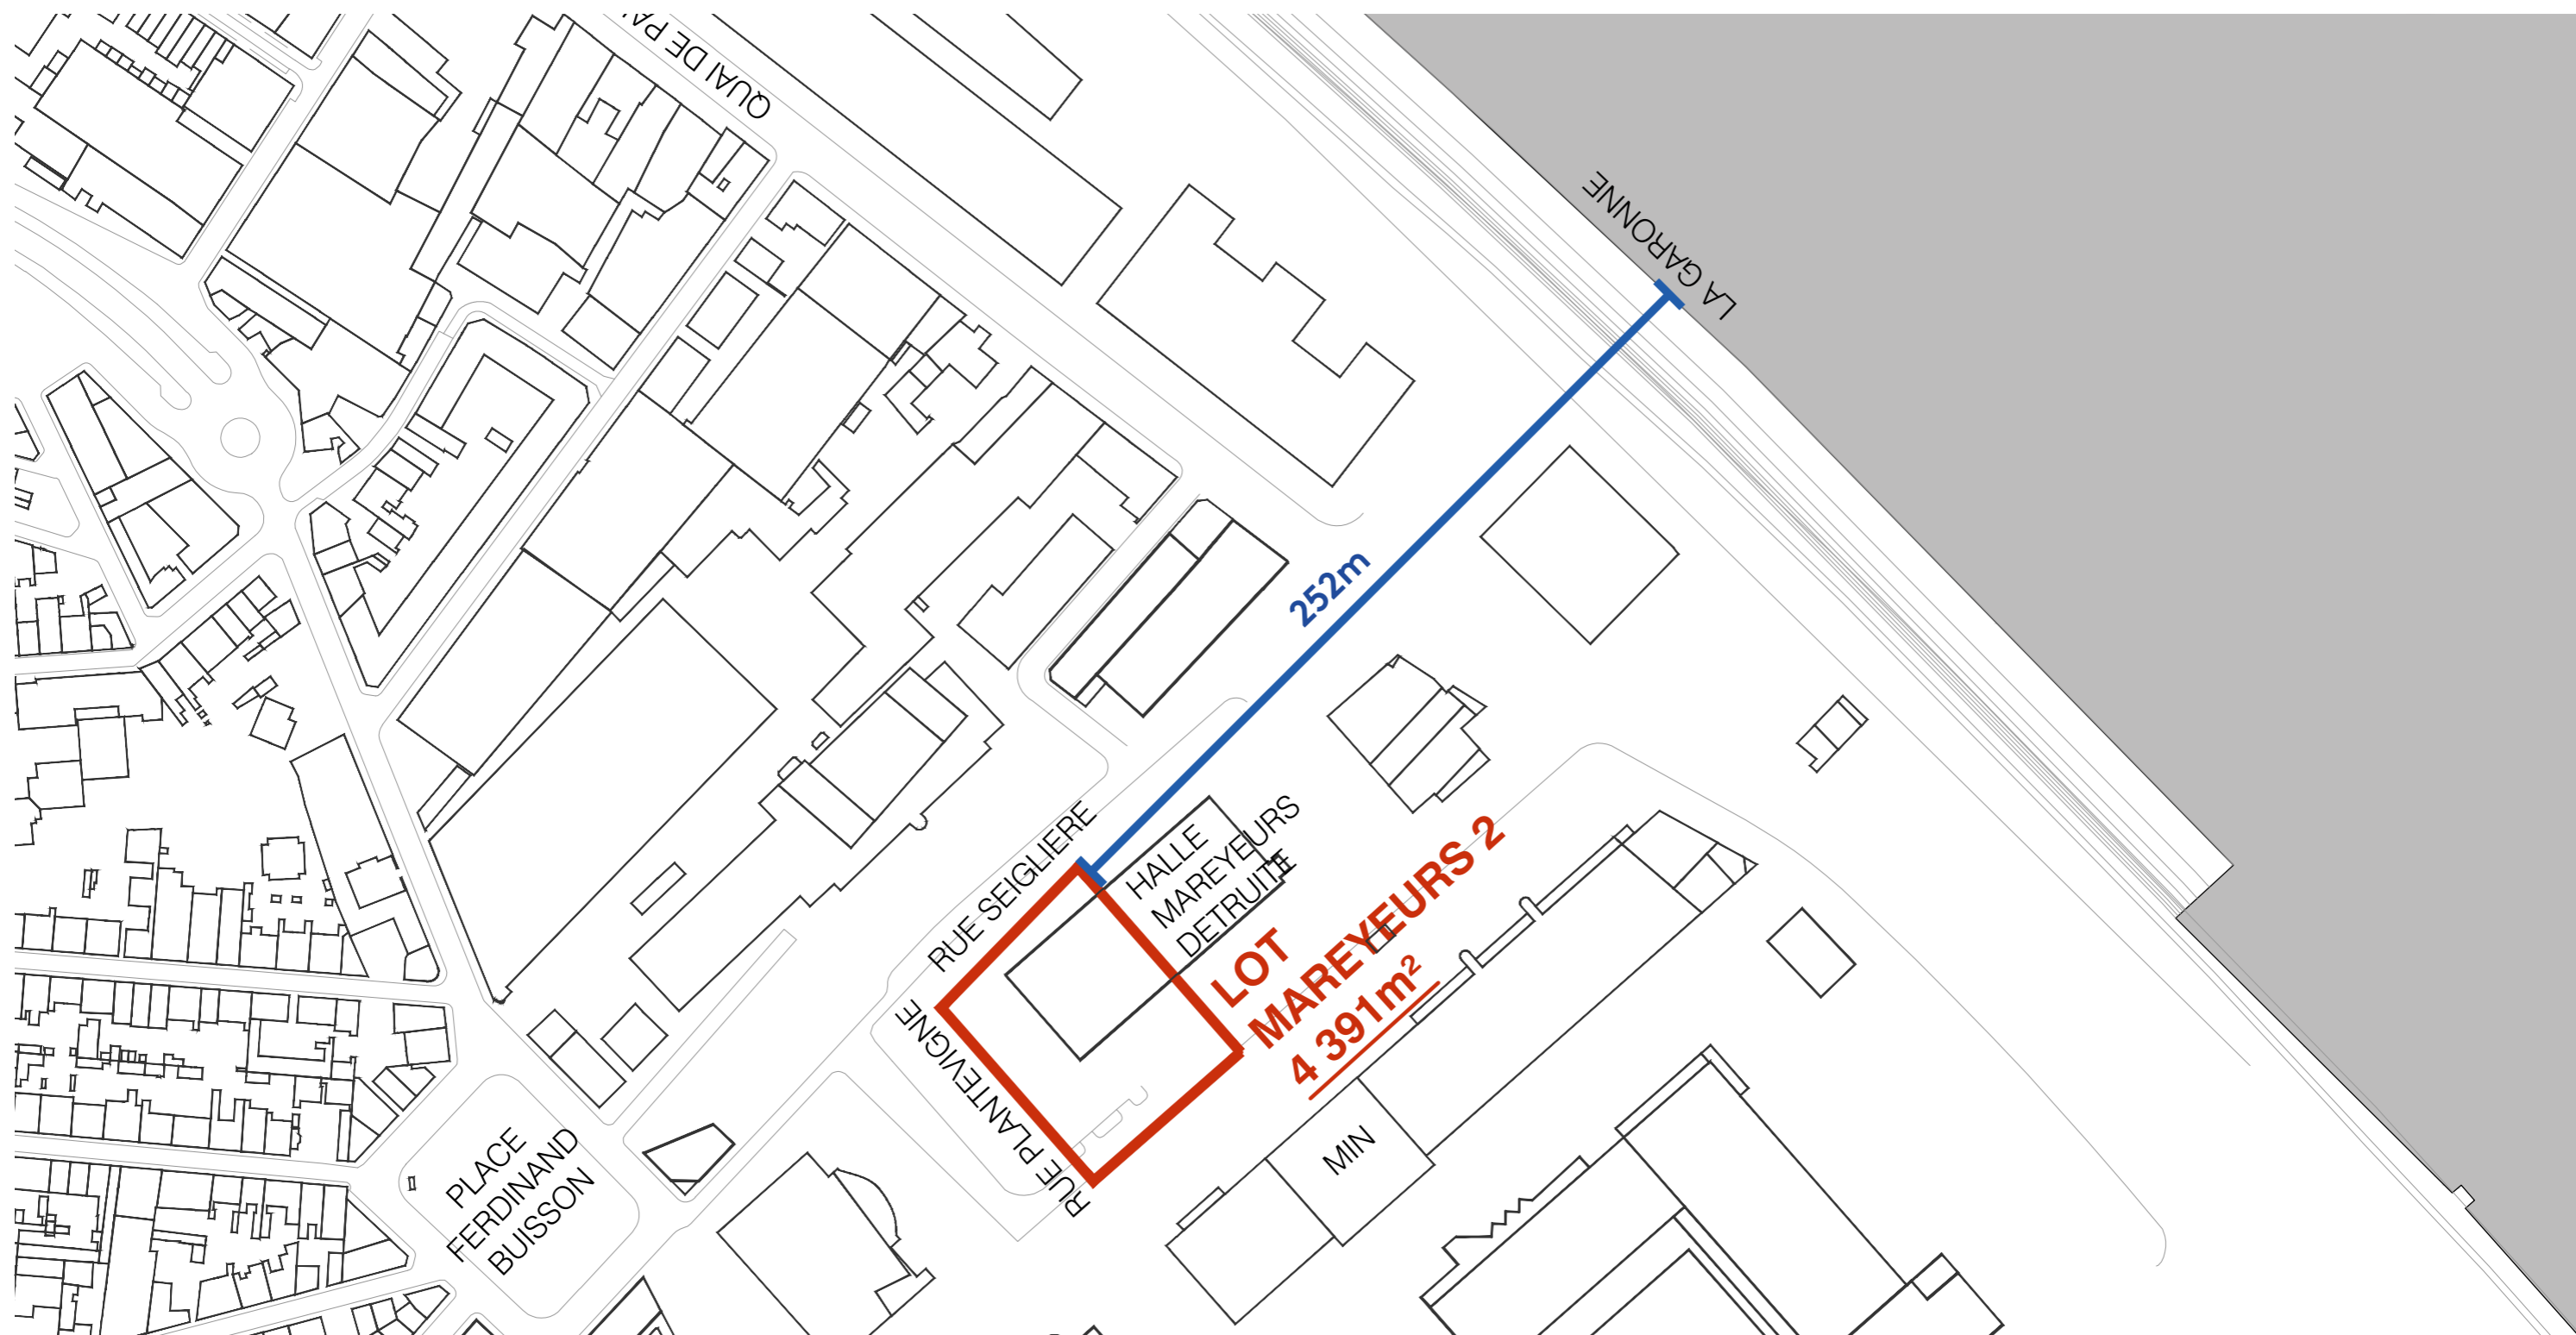 QUAI DE
LA GARONNE
252m
RUE SEIGLIERE
HALLE
MAREYEURS
DETRUITE
LOT
MAREYEURS 2
4 391m²
RUE PLANTEVIGNE
MIN
PLACE
FERDINAND
BUISSON